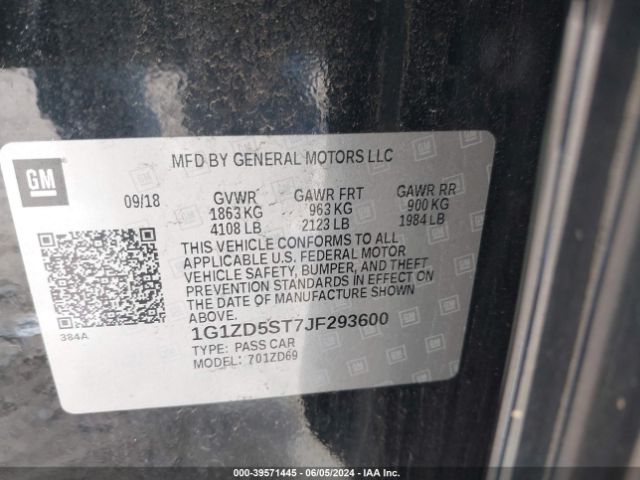 GM
MFD BY GENERAL MOTORS LLC
09/18 GVWR GAWR FRT GAWR RR
1863 KG 963 KG 900 KG
4108 LB 2123 LB 1984 LB
THIS VEHICLE CONFORMS TO ALL
APPLICABLE U.S. FEDERAL MOTOR
VEHICLE SAFETY, BUMPER, AND THEFT
PREVENTION STANDARDS IN EFFECT ON
THE DATE OF MANUFACTURE SHOWN
ABOVE.
384A
1G1ZD5ST7JF293600
TYPE: PASS CAR
MODEL: 701ZD69
000-39571445 - 06/05/2024 - IAA Inc.